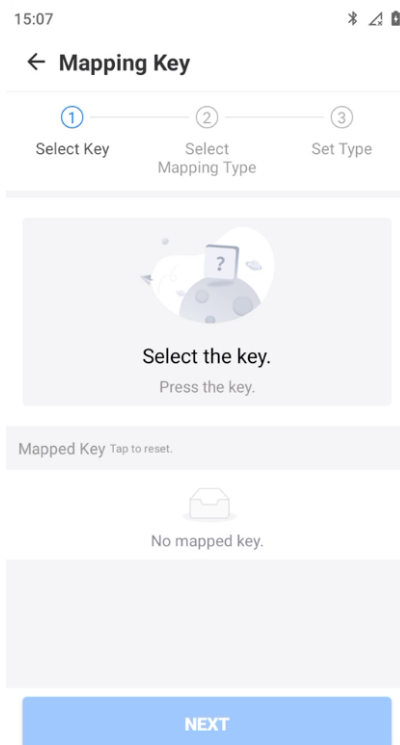 15:07
Mapping Key
1
2
3
Select Key
Select
Mapping Type
Set Type
?
Select the key.
Press the key.
Mapped Key Tap to reset.
No mapped key.
NEXT